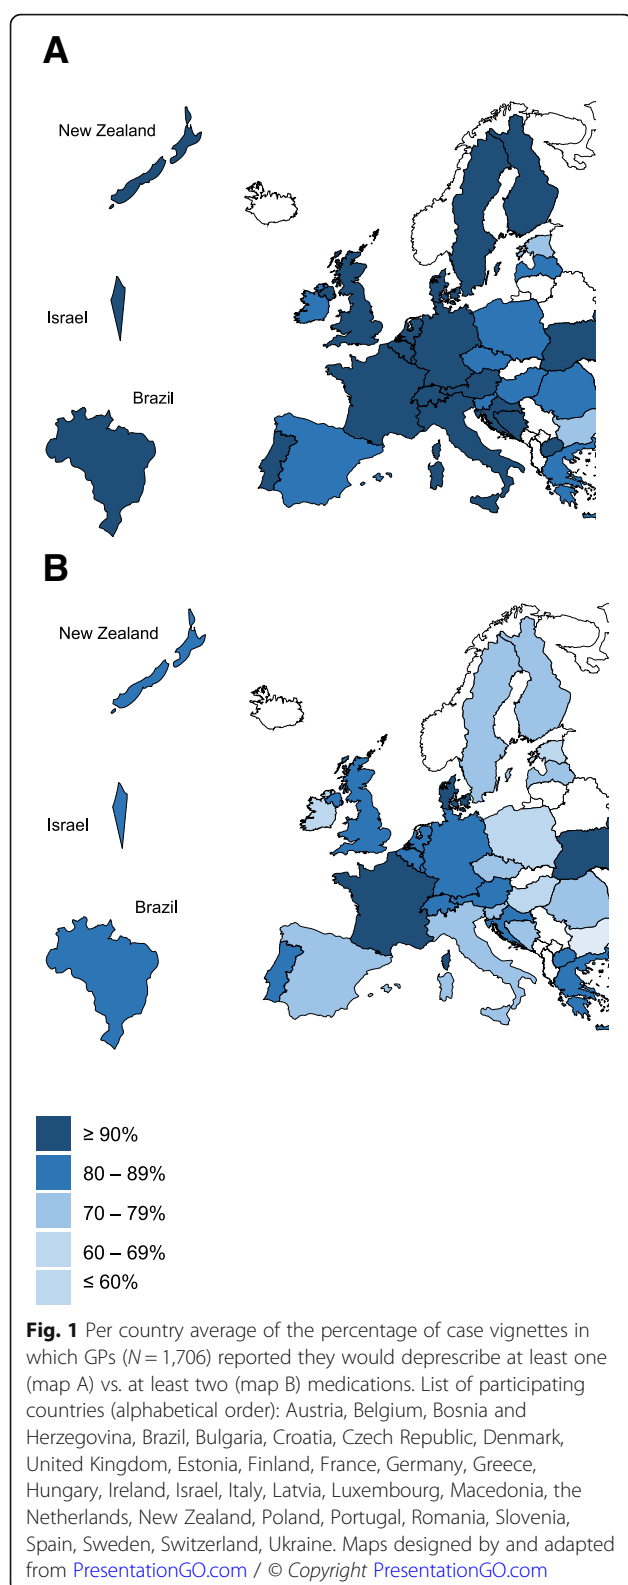 A
New Zealand
Israel
Brazil
B
New Zealand
Israel
Brazil
≥ 90%
80 – 89%
70 – 79%
60 – 69%
≤ 60%
Fig. 1 Per country average of the percentage of case vignettes in
which GPs (N = 1,706) reported they would deprescribe at least one
(map A) vs. at least two (map B) medications. List of participating
countries (alphabetical order): Austria, Belgium, Bosnia and
Herzegovina, Brazil, Bulgaria, Croatia, Czech Republic, Denmark,
United Kingdom, Estonia, Finland, France, Germany, Greece,
Hungary, Ireland, Israel, Italy, Latvia, Luxembourg, Macedonia, the
Netherlands, New Zealand, Poland, Portugal, Romania, Slovenia,
Spain, Sweden, Switzerland, Ukraine. Maps designed by and adapted
from PresentationGO.com / © Copyright PresentationGO.com